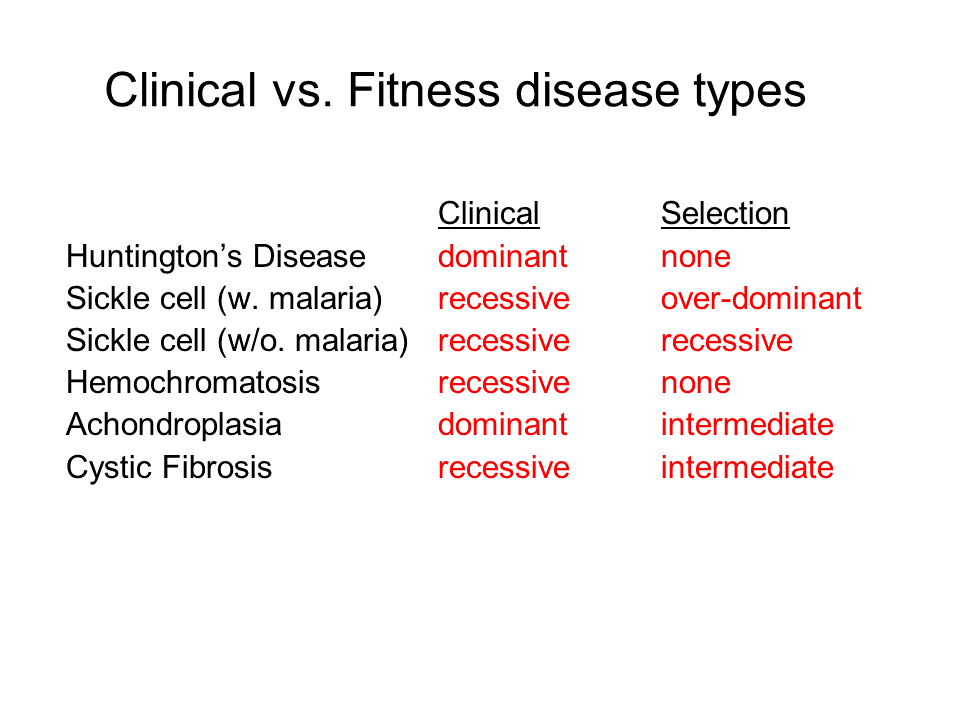 Clinical vs. Fitness disease types
Clinical Selection
Huntington’s Disease dominant none
Sickle cell (w. malaria) recessive over-dominant
Sickle cell (w/o. malaria) recessive recessive
Hemochromatosis recessive none
Achondroplasia dominant intermediate
Cystic Fibrosis recessive intermediate